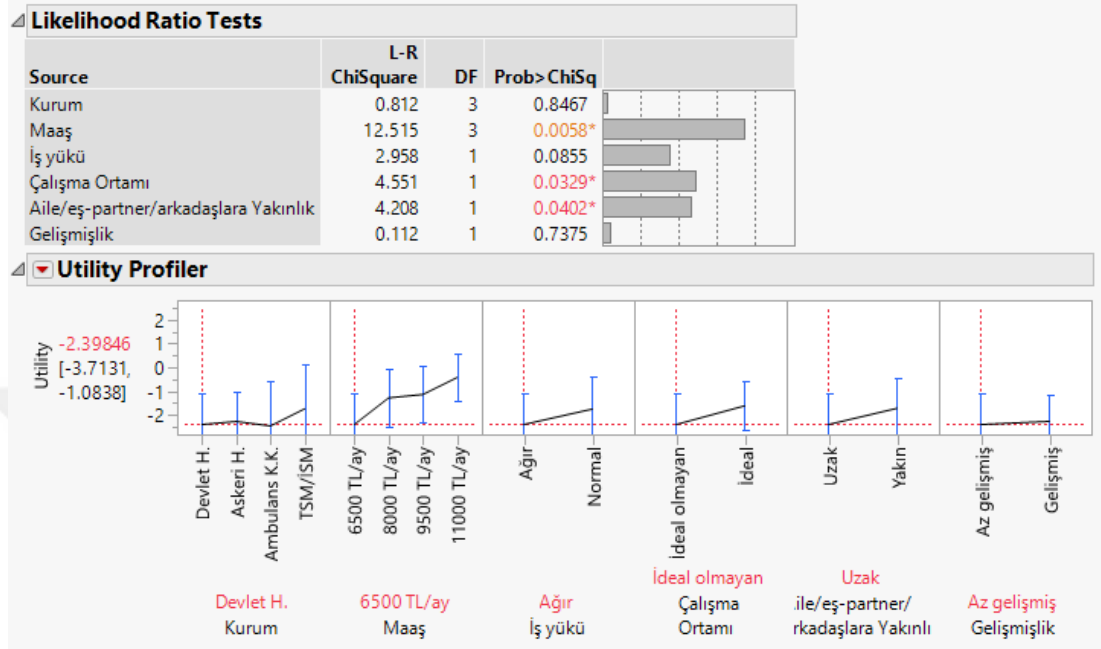 Likelihood Ratio Tests
L-R
Source ChiSquare DF Prob>ChiSq
Kurum 0.812 3 0.8467
Maaş 12.515 3 0.0058*
İş yükü 2.958 1 0.0855
Çalışma Ortamı 4.551 1 0.0329*
Aile/eş-partner/arkadaşlara Yakınlık 4.208 1 0.0402*
Gelişmişlik 0.112 1 0.7375
Utility Profiler
Utility
-2.39846
[-3.7131,
-1.0838]
2
1
0
-1
-2
Devlet H.
Askeri H.
Ambulans K.K.
TSM/İSM
6500 TL/ay
8000 TL/ay
9500 TL/ay
11000 TL/ay
Ağır
Normal
İdeal olmayan
İdeal
Uzak
Yakın
Az gelişmiş
Gelişmiş
Devlet H.
Kurum
6500 TL/ay
Maaş
Ağır
İş yükü
İdeal olmayan
Çalışma
Ortamı
Uzak
.ile/eş-partner/
rkadaşlara Yakınlı
Az gelişmiş
Gelişmişlik